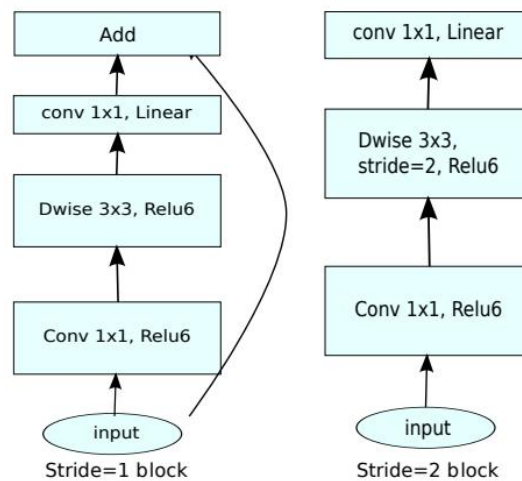 Add
conv 1x1, Linear
Dwise 3x3, Relu6
Conv 1x1, Relu6
input
Stride=1 block
conv 1x1, Linear
Dwise 3x3,
stride=2, Relu6
Conv 1x1, Relu6
input
Stride=2 block